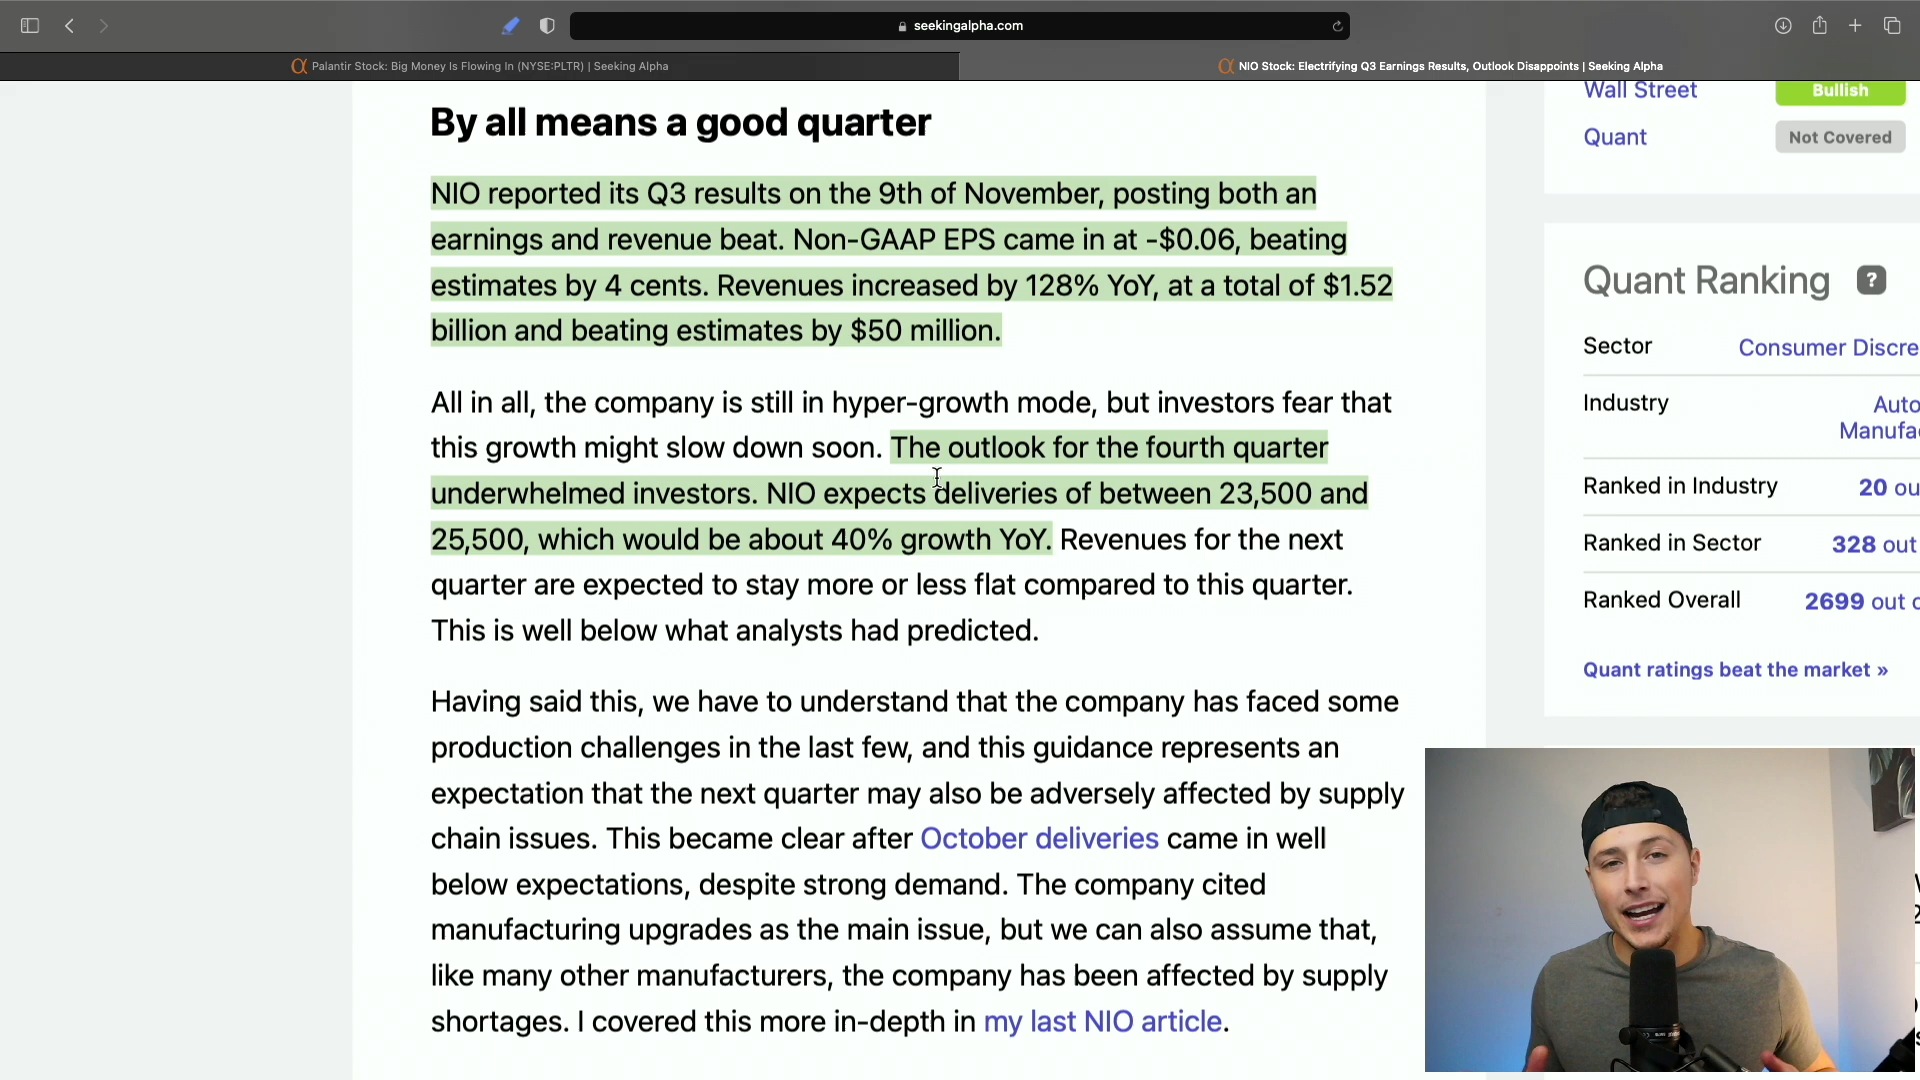 seekingalpha.com
Palantir Stock: Big Money Is Flowing In (NYSE:PLTR) | Seeking Alpha
NIO Stock: Electrifying Q3 Earnings Results, Outlook Disappoints | Seeking Alpha
By all means a good quarter
NIO reported its Q3 results on the 9th of November, posting both an
earnings and revenue beat. Non-GAAP EPS came in at -$0.06, beating
estimates by 4 cents. Revenues increased by 128% YoY, at a total of $1.52
billion and beating estimates by $50 million.
All in all, the company is still in hyper-growth mode, but investors fear that
this growth might slow down soon. The outlook for the fourth quarter
underwhelmed investors. NIO expects deliveries of between 23,500 and
25,500, which would be about 40% growth YoY. Revenues for the next
quarter are expected to stay more or less flat compared to this quarter.
This is well below what analysts had predicted.
Having said this, we have to understand that the company has faced some
production challenges in the last few, and this guidance represents an
expectation that the next quarter may also be adversely affected by supply
chain issues. This became clear after October deliveries came in well
below expectations, despite strong demand. The company cited
manufacturing upgrades as the main issue, but we can also assume that,
like many other manufacturers, the company has been affected by supply
shortages. I covered this more in-depth in my last NIO article.
Wall Street Bullish
Quant Not Covered
Quant Ranking ?
Sector Consumer Discre
Industry Auto
Manufa
Ranked in Industry 20 ou
Ranked in Sector 328 out
Ranked Overall 2699 out
Quant ratings beat the market »